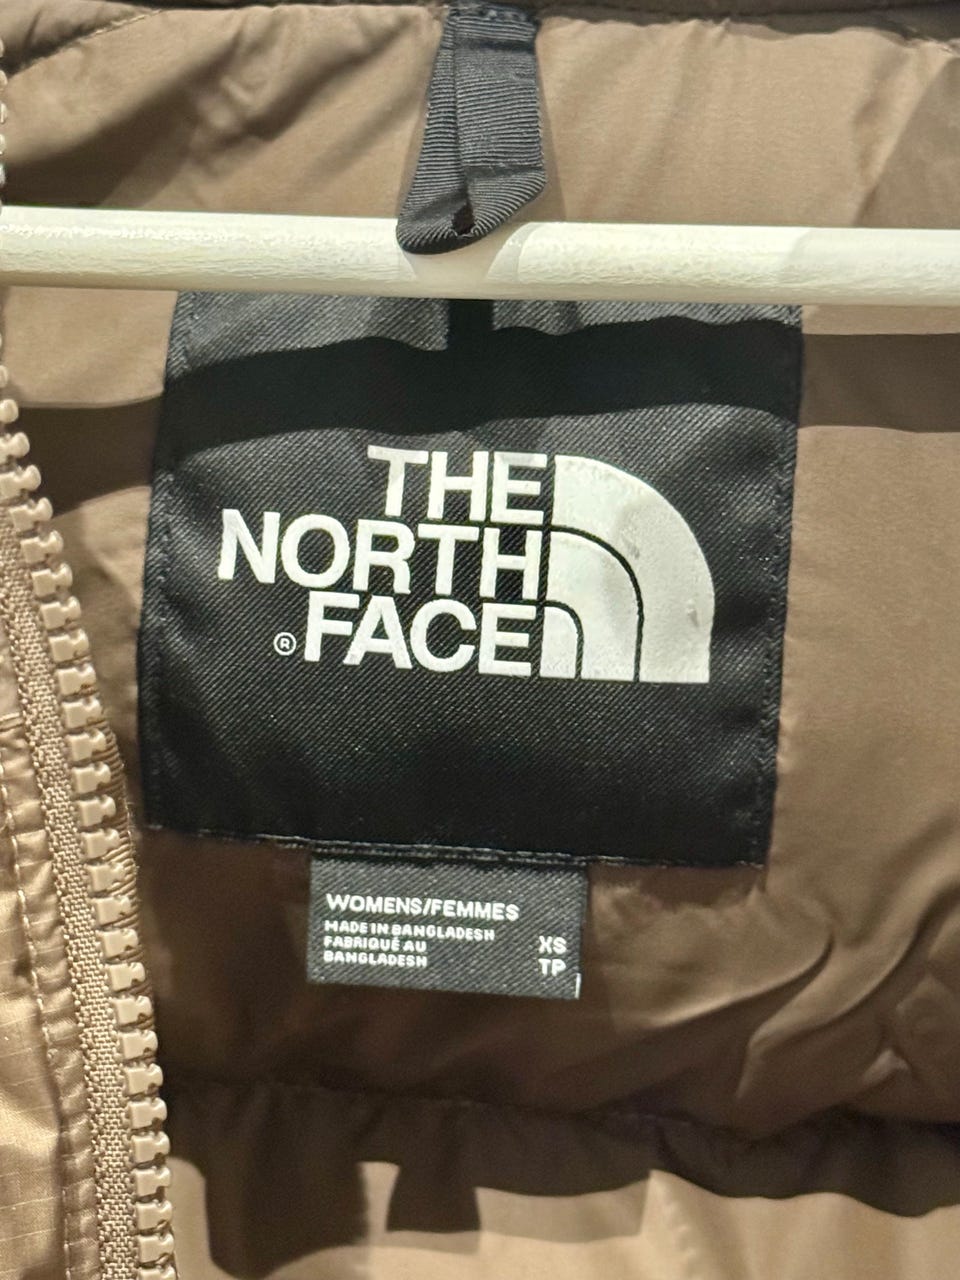 THE
NORTH
®FACE
WOMENS/FEMMES
MADE IN BANGLADESH
FABRIQUÉ AU
BANGLADESH
XS
TP